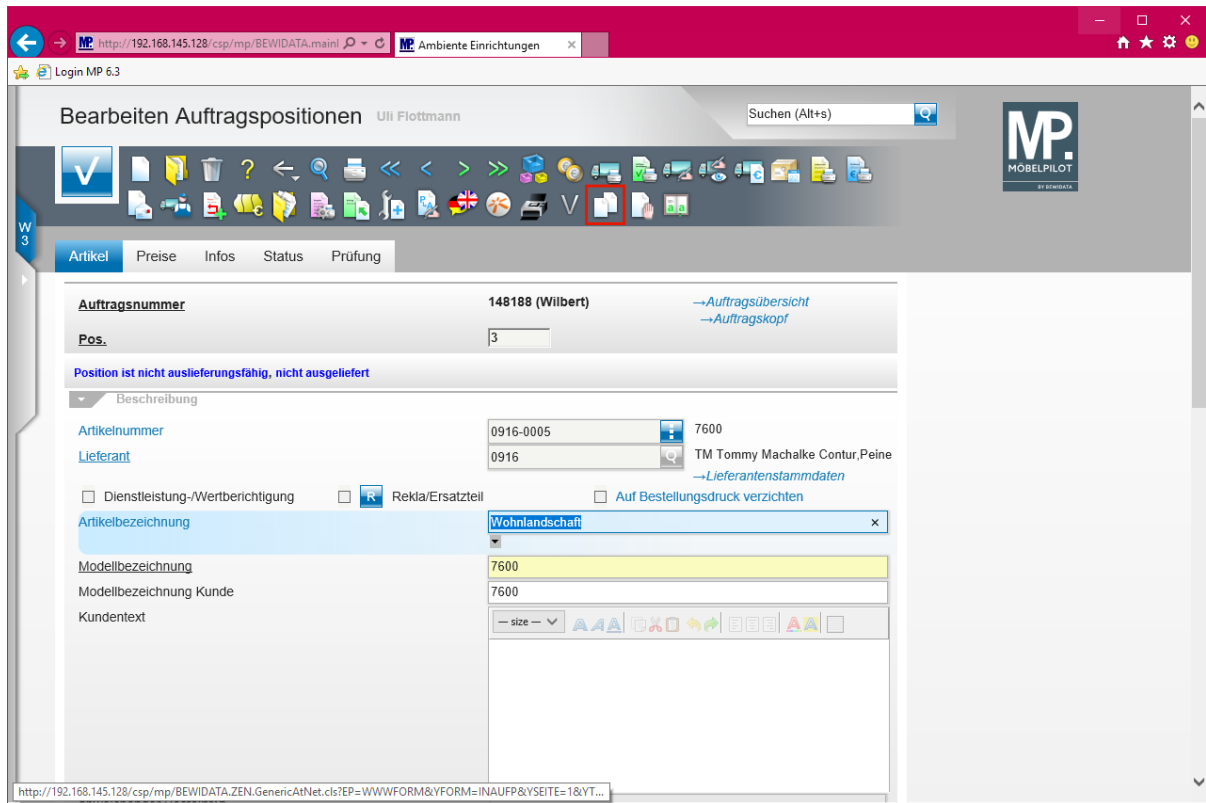 http://192.168.145.128/csp/mp/BEWIDATA.mainl
MP. Ambiente Einrichtungen
Login MP 6.3
Bearbeiten Auftragspositionen Uli Flottmann
Suchen (Alt+s)
MP.
MÖBELPILOT
BY BEWIDATA
W
3
Artikel Preise Infos Status Prüfung
Auftragsnummer 148188 (Wilbert) →Auftragsübersicht
→Auftragskopf
Pos. 3
Position ist nicht auslieferungsfähig, nicht ausgeliefert
Beschreibung
Artikelnummer 0916-0005 7600
Lieferant 0916 TM Tommy Machalke Contur,Peine
→Lieferantenstammdaten
Dienstleistung-/Wertberichtigung R Rekla/Ersatzteil Auf Bestellungsdruck verzichten
Artikelbezeichnung Wohnlandschaft
Modellbezeichnung 7600
Modellbezeichnung Kunde 7600
Kundentext — size —
http://192.168.145.128/csp/mp/BEWIDATA.ZEN.GenericAtNet.cls?EP=WWWFORM&YFORM=INAUFP&YSEITE=1&YT...